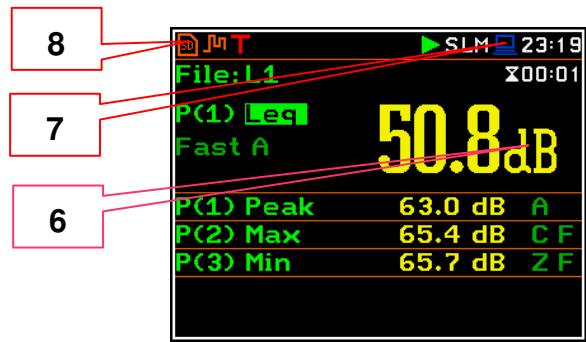 8
SD T SLM 23:19
File:L1 00:01
7
P(1) Leq 50.8dB
Fast A
6
P(1) Peak 63.0 dB A
P(2) Max 65.4 dB C F
P(3) Min 65.7 dB Z F